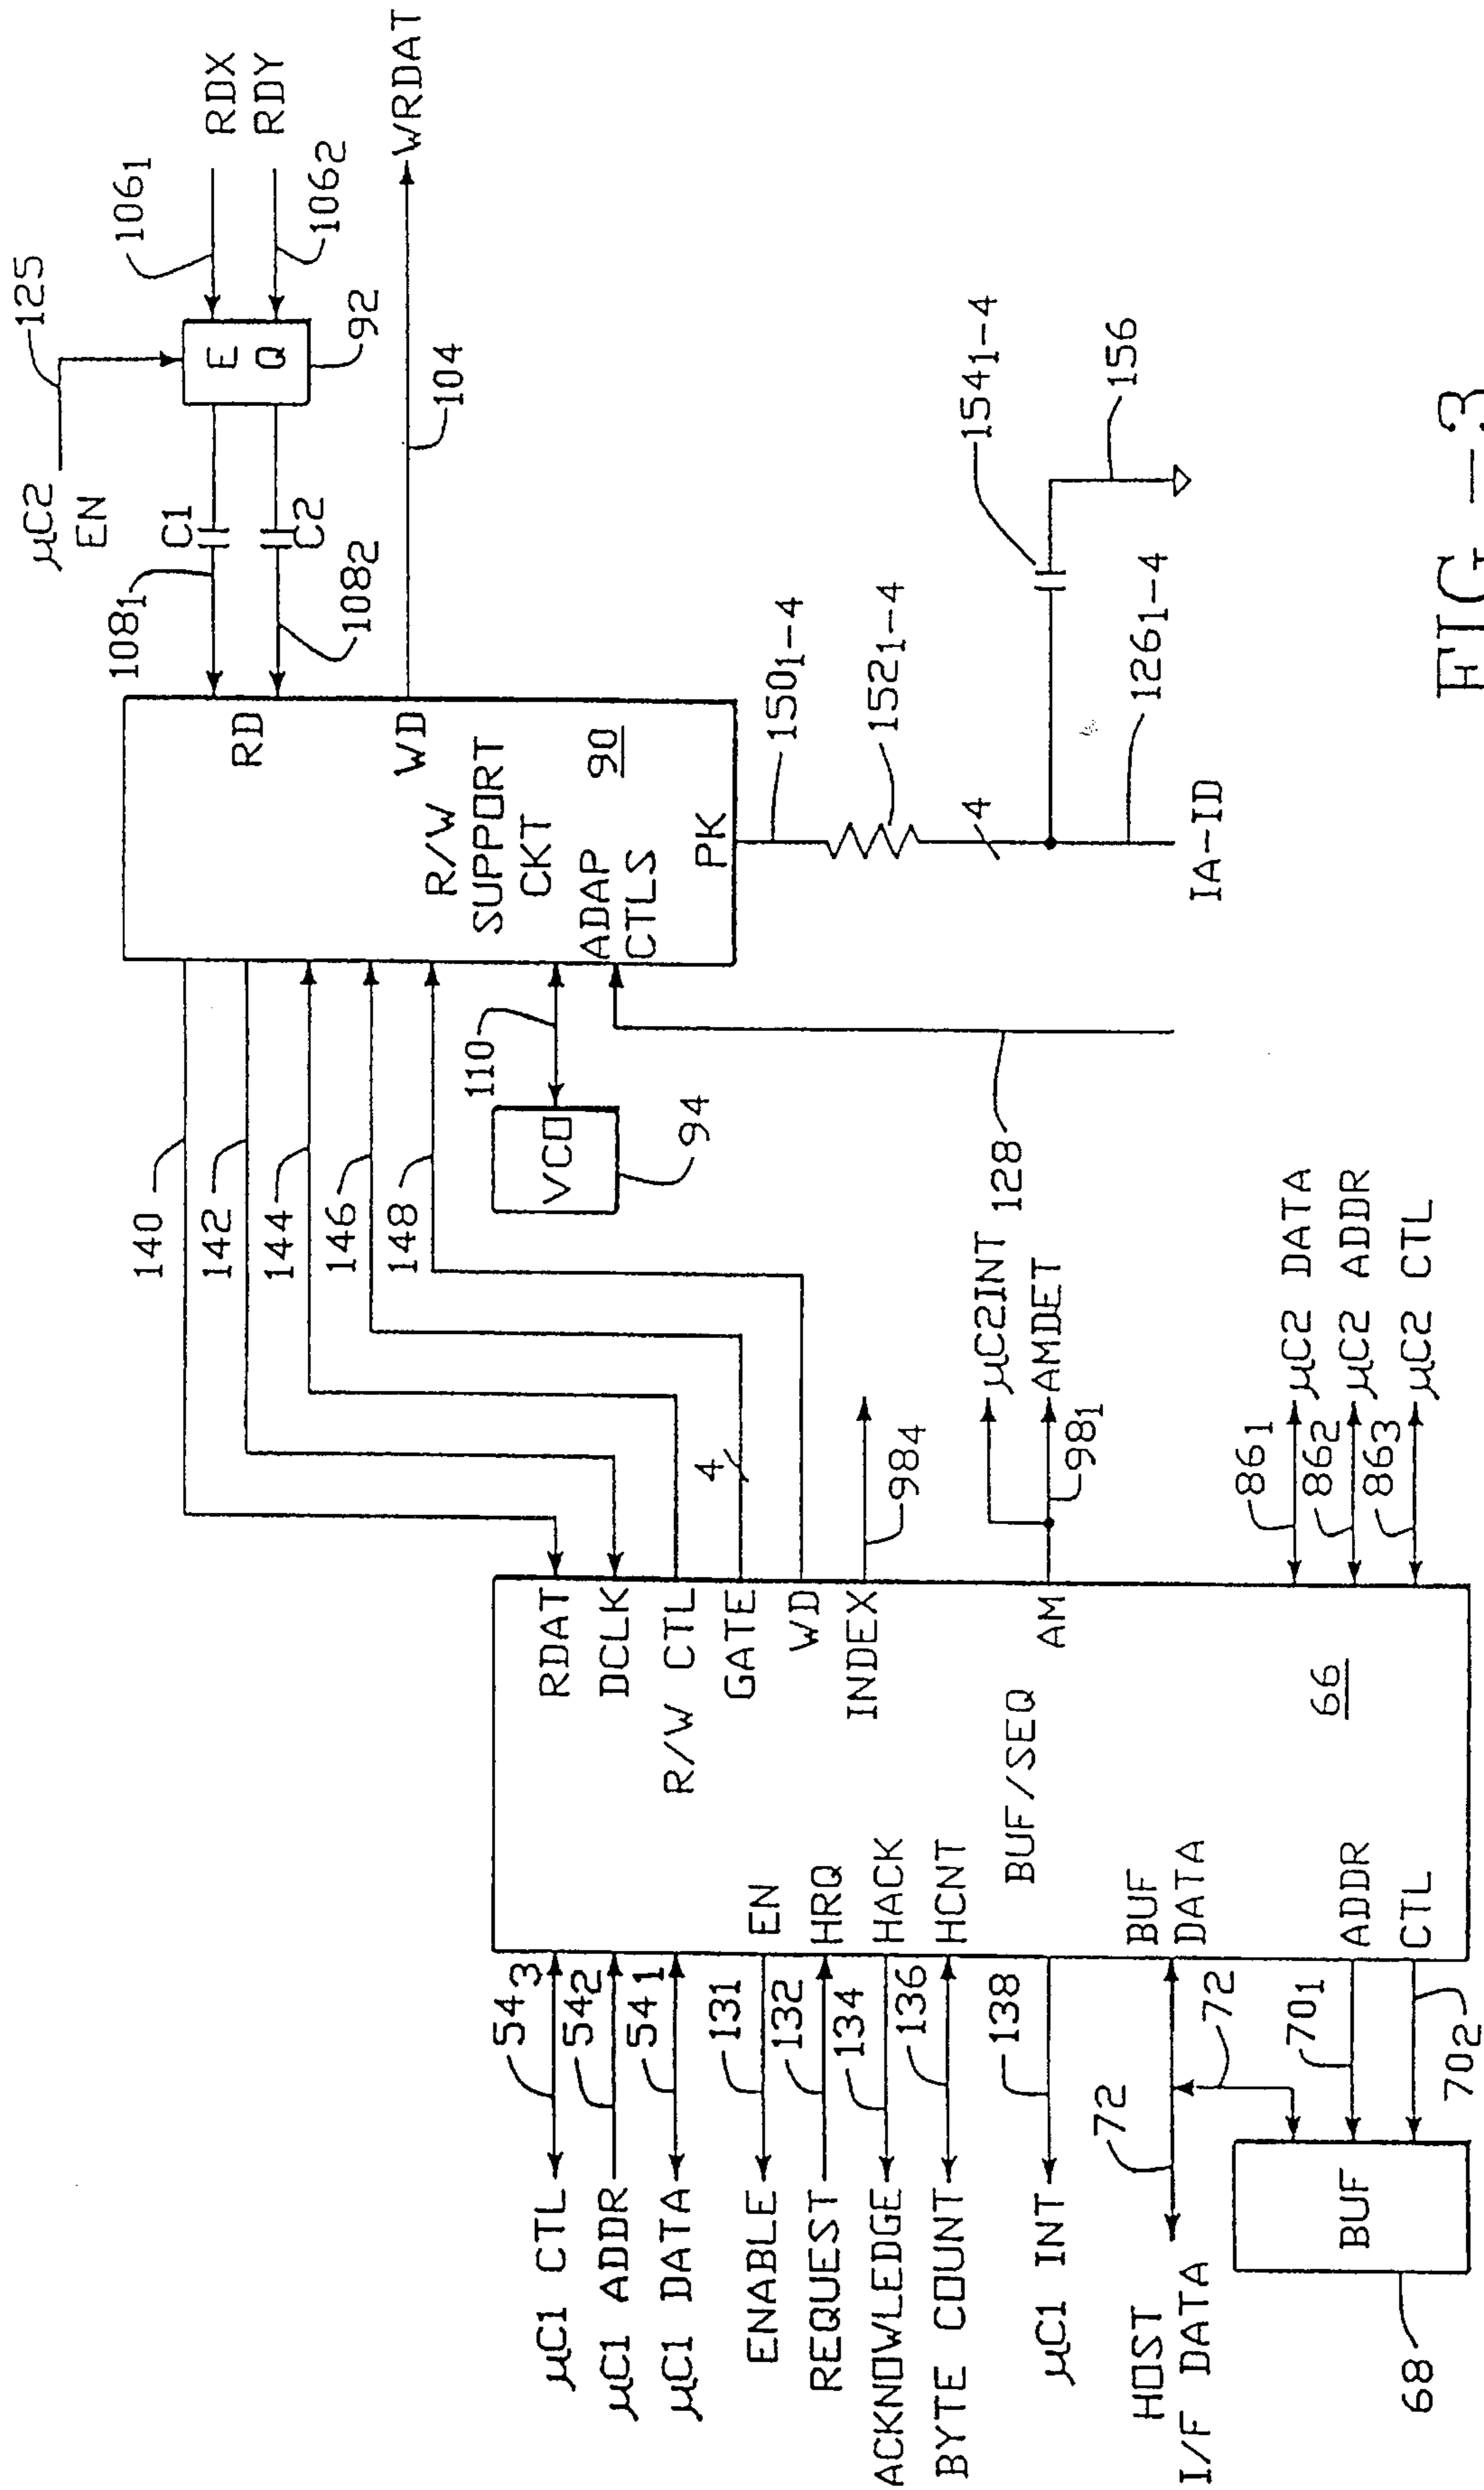 μC2
EN
125
RDX
RDY
106₁
106₂
E
Q
92
C1
C2
108₁
108₂
WRDAT
104
RD
WD
R/W
SUPPORT
CKT
90
ADAP
CTLS
PK
150₁₋₄
152₁₋₄
4
154₁₋₄
156
126₁₋₄
IA-ID
140
142
144
146
148
110
VCO
94
128
4
98₄
μC2INT
AMDET
98₁
86₁
86₂
86₃
μC2 DATA
μC2 ADDR
μC2 CTL
RDAT
DCLK
R/W CTL
GATE
WD
INDEX
AM
BUF/SEQ
66
EN
HRQ
HACK
HCNT
BUF
DATA
ADDR
CTL
54₃
54₂
54₁
131
132
134
136
138
72
72
70₁
70₂
μC1 CTL
μC1 ADDR
μC1 DATA
ENABLE
REQUEST
ACKNOWLEDGE
BYTE COUNT
μC1 INT
HOST
I/F DATA
BUF
68
FIG -3